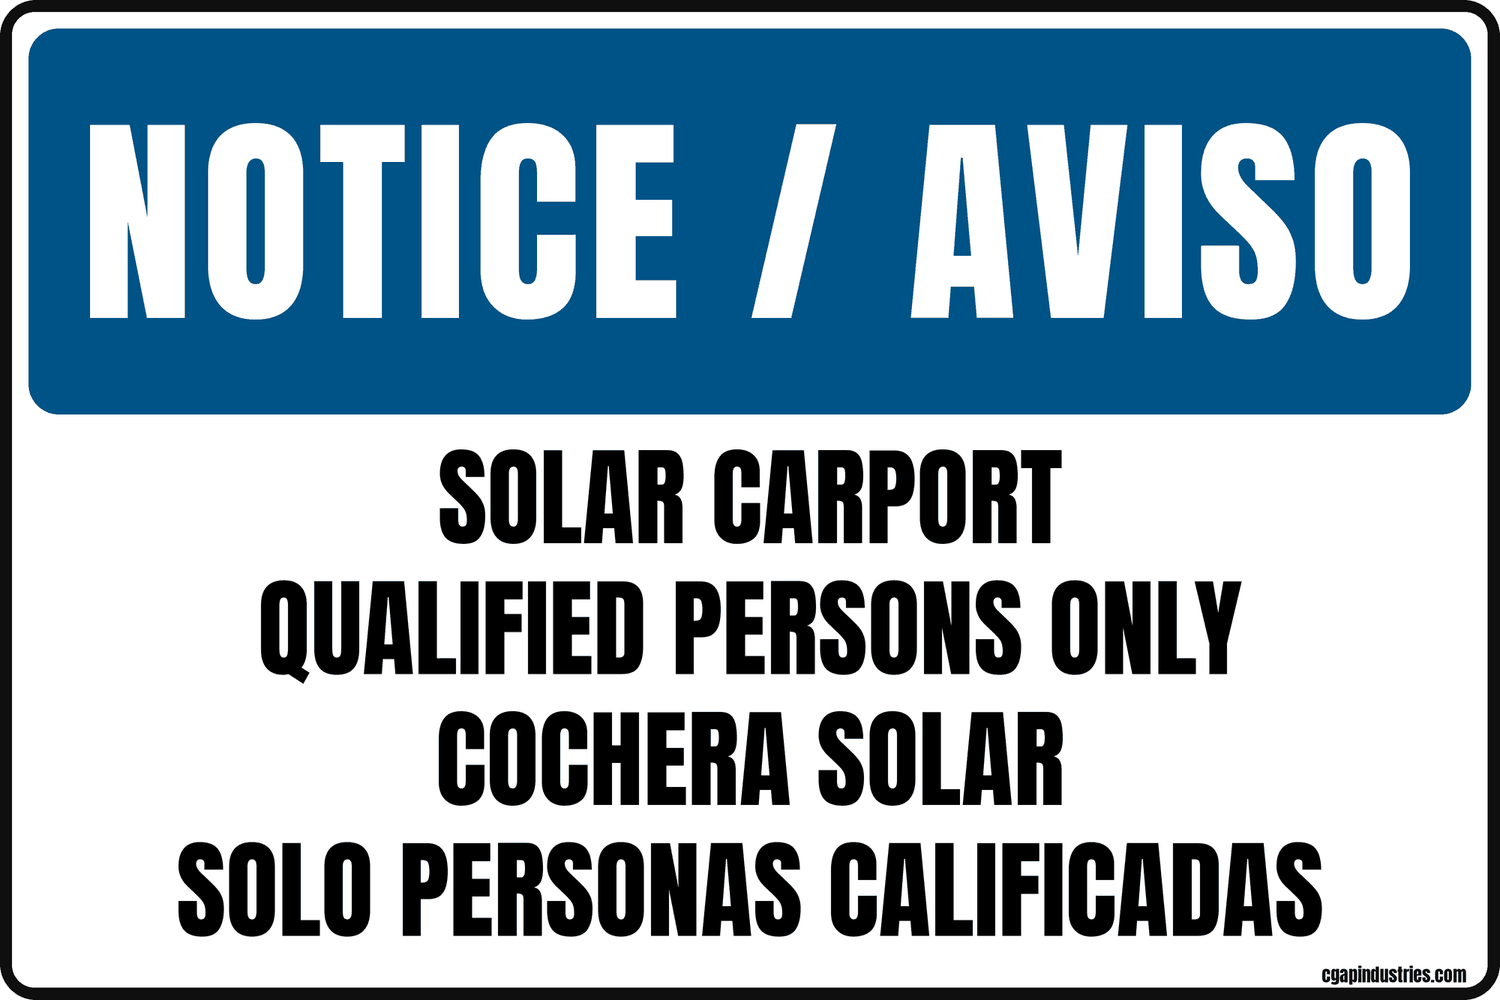 NOTICE / AVISO
SOLAR CARPORT
QUALIFIED PERSONS ONLY
COCHERA SOLAR
SOLO PERSONAS CALIFICADAS
cgapindustries.com